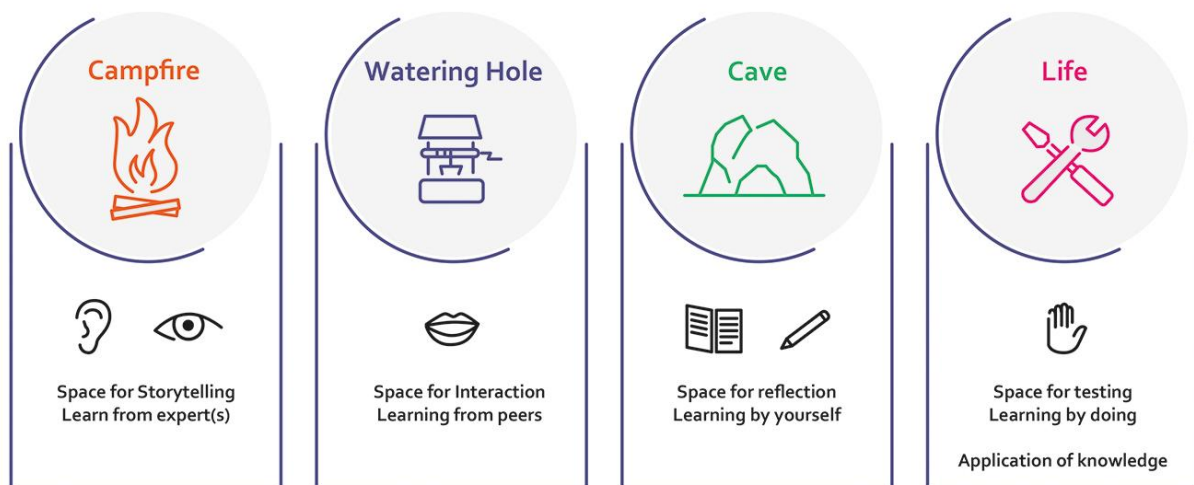 Campfire
Space for Storytelling
Learn from expert(s)
Watering Hole
Space for Interaction
Learning from peers
Cave
Space for reflection
Learning by yourself
Life
Space for testing
Learning by doing
Application of knowledge